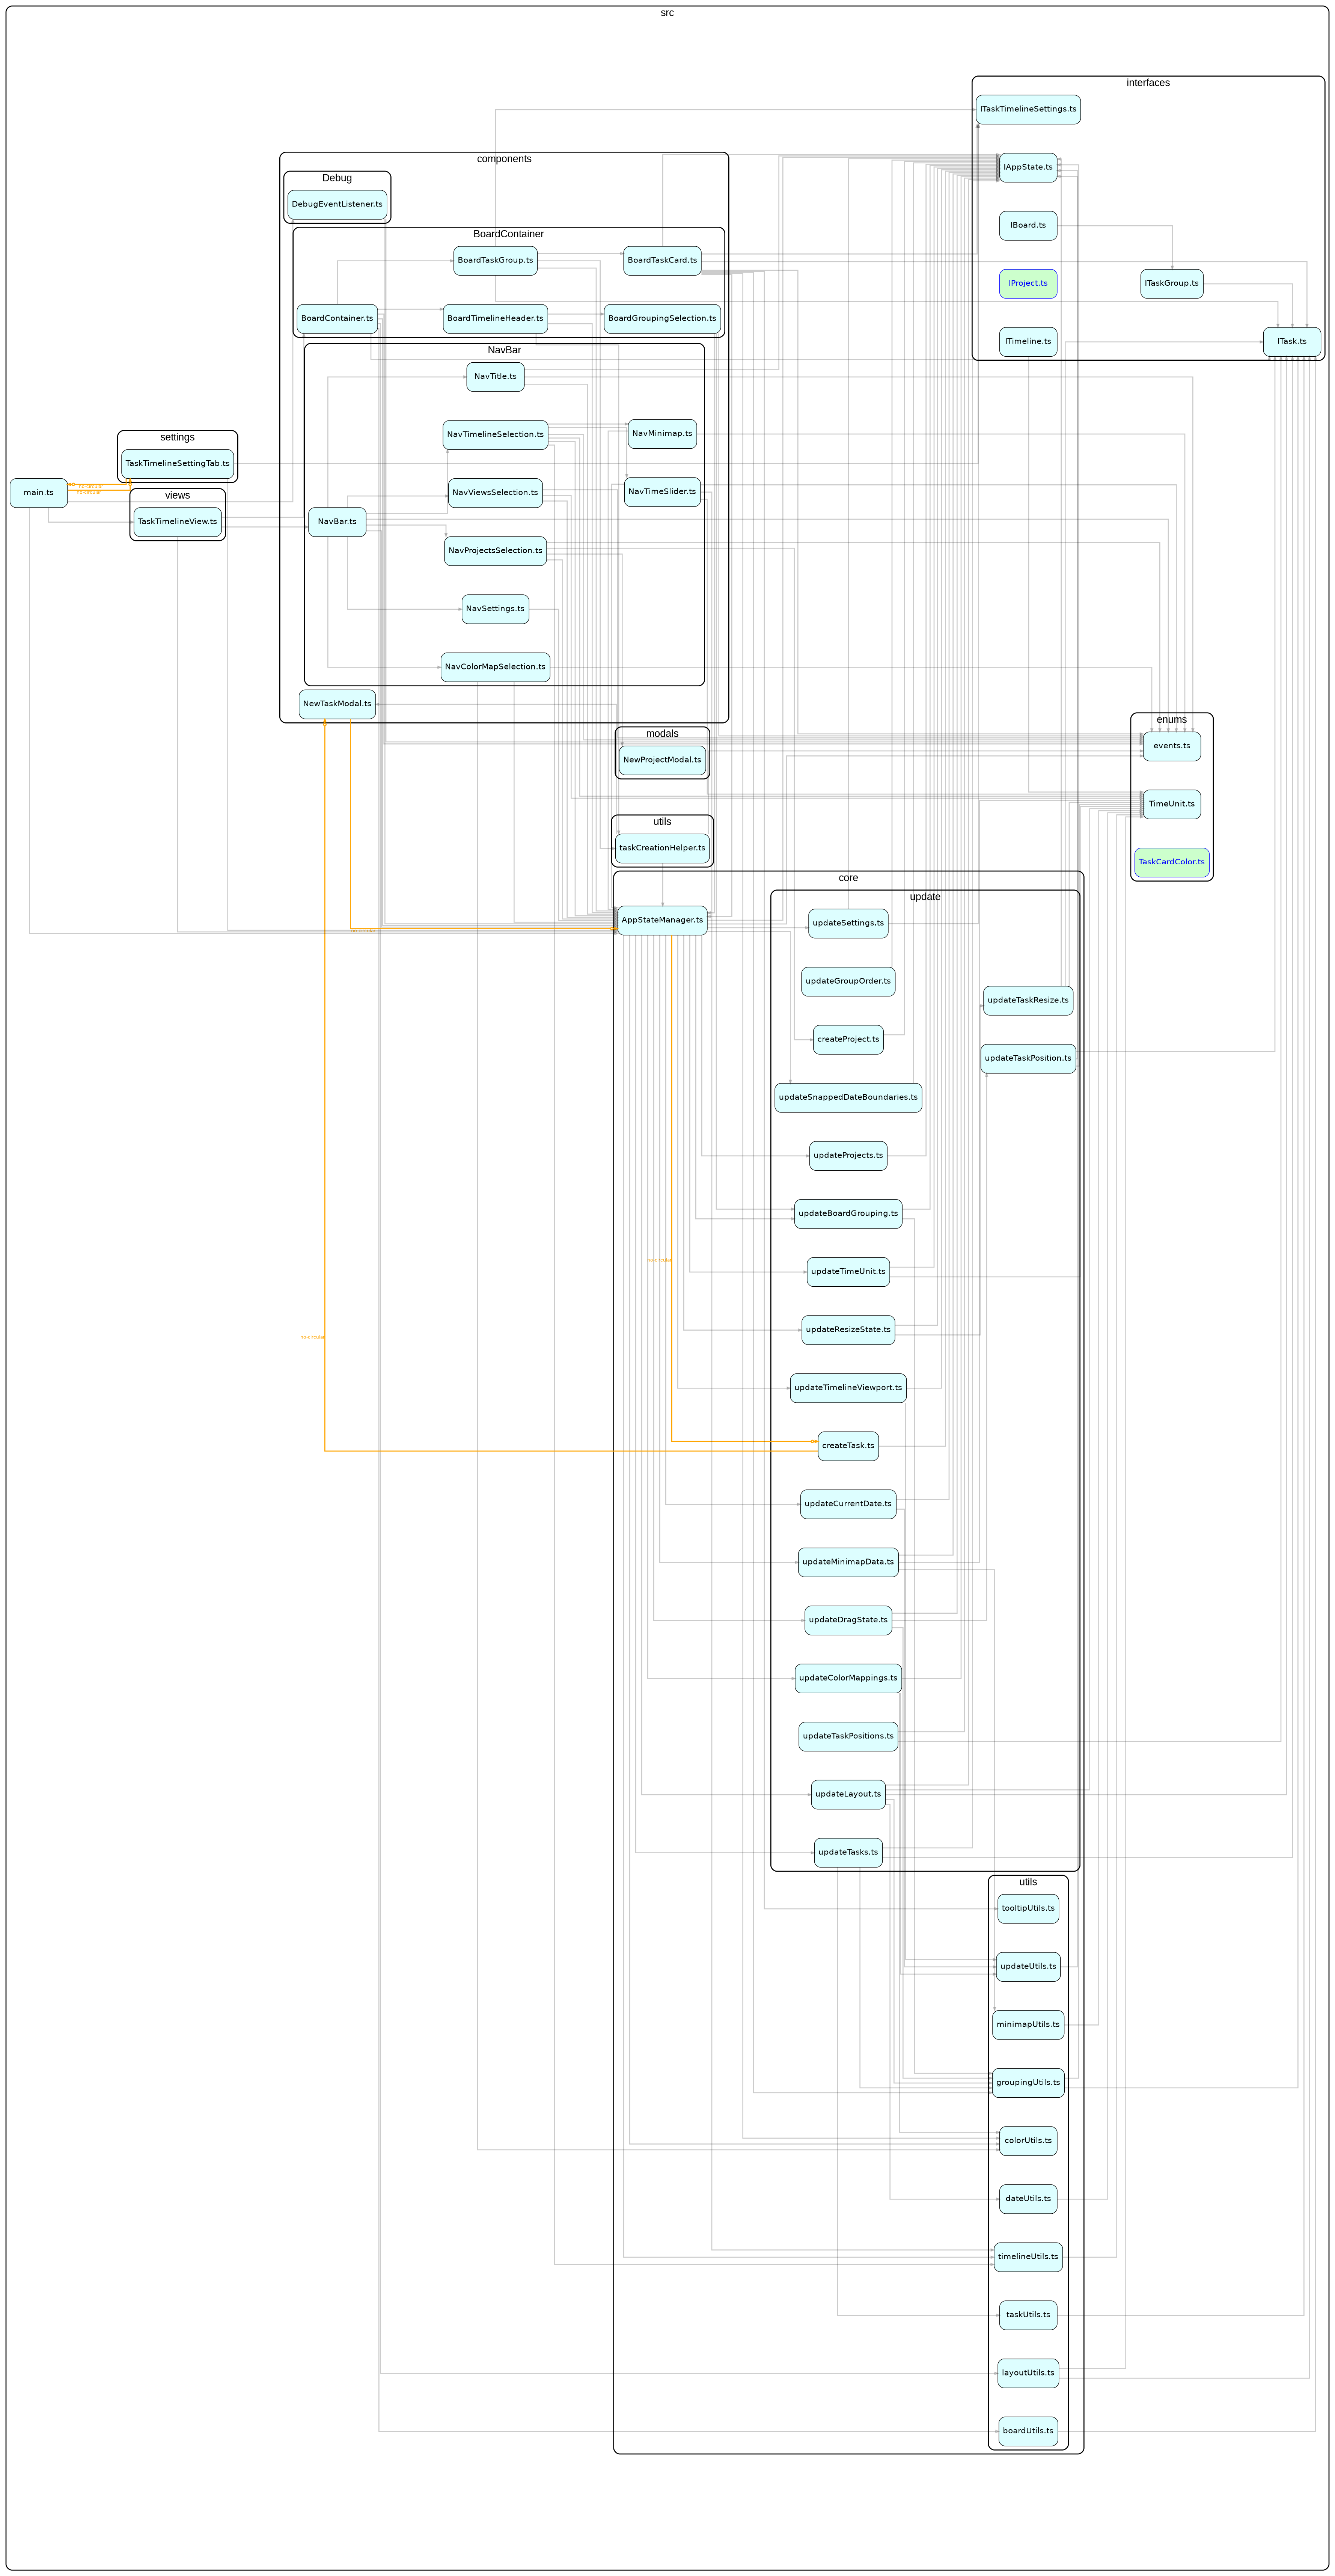 src
interfaces
ITaskTimelineSettings.ts
IAppState.ts
IBoard.ts
IProject.ts
ITaskGroup.ts
ITimeline.ts
ITask.ts
components
Debug
DebugEventListener.ts
BoardContainer
BoardTaskGroup.ts
BoardTaskCard.ts
BoardContainer.ts
BoardTimelineHeader.ts
BoardGroupingSelection.ts
NavBar
NavTitle.ts
NavTimelineSelection.ts
NavMinimap.ts
NavViewsSelection.ts
NavTimeSlider.ts
NavBar.ts
NavProjectsSelection.ts
NavSettings.ts
NavColorMapSelection.ts
NewTaskModal.ts
settings
TaskTimelineSettingTab.ts
main.ts
no-circular
no-circular
views
TaskTimelineView.ts
modals
NewProjectModal.ts
enums
events.ts
TimeUnit.ts
TaskCardColor.ts
utils
taskCreationHelper.ts
core
AppStateManager.ts
no-circular
update
updateSettings.ts
updateGroupOrder.ts
updateTaskResize.ts
createProject.ts
updateTaskPosition.ts
updateSnappedDateBoundaries.ts
updateProjects.ts
updateBoardGrouping.ts
no-circular
updateTimeUnit.ts
updateResizeState.ts
no-circular
updateTimelineViewport.ts
createTask.ts
updateCurrentDate.ts
updateMinimapData.ts
updateDragState.ts
updateColorMappings.ts
updateTaskPositions.ts
updateLayout.ts
updateTasks.ts
utils
tooltipUtils.ts
updateUtils.ts
minimapUtils.ts
groupingUtils.ts
colorUtils.ts
dateUtils.ts
timelineUtils.ts
taskUtils.ts
layoutUtils.ts
boardUtils.ts